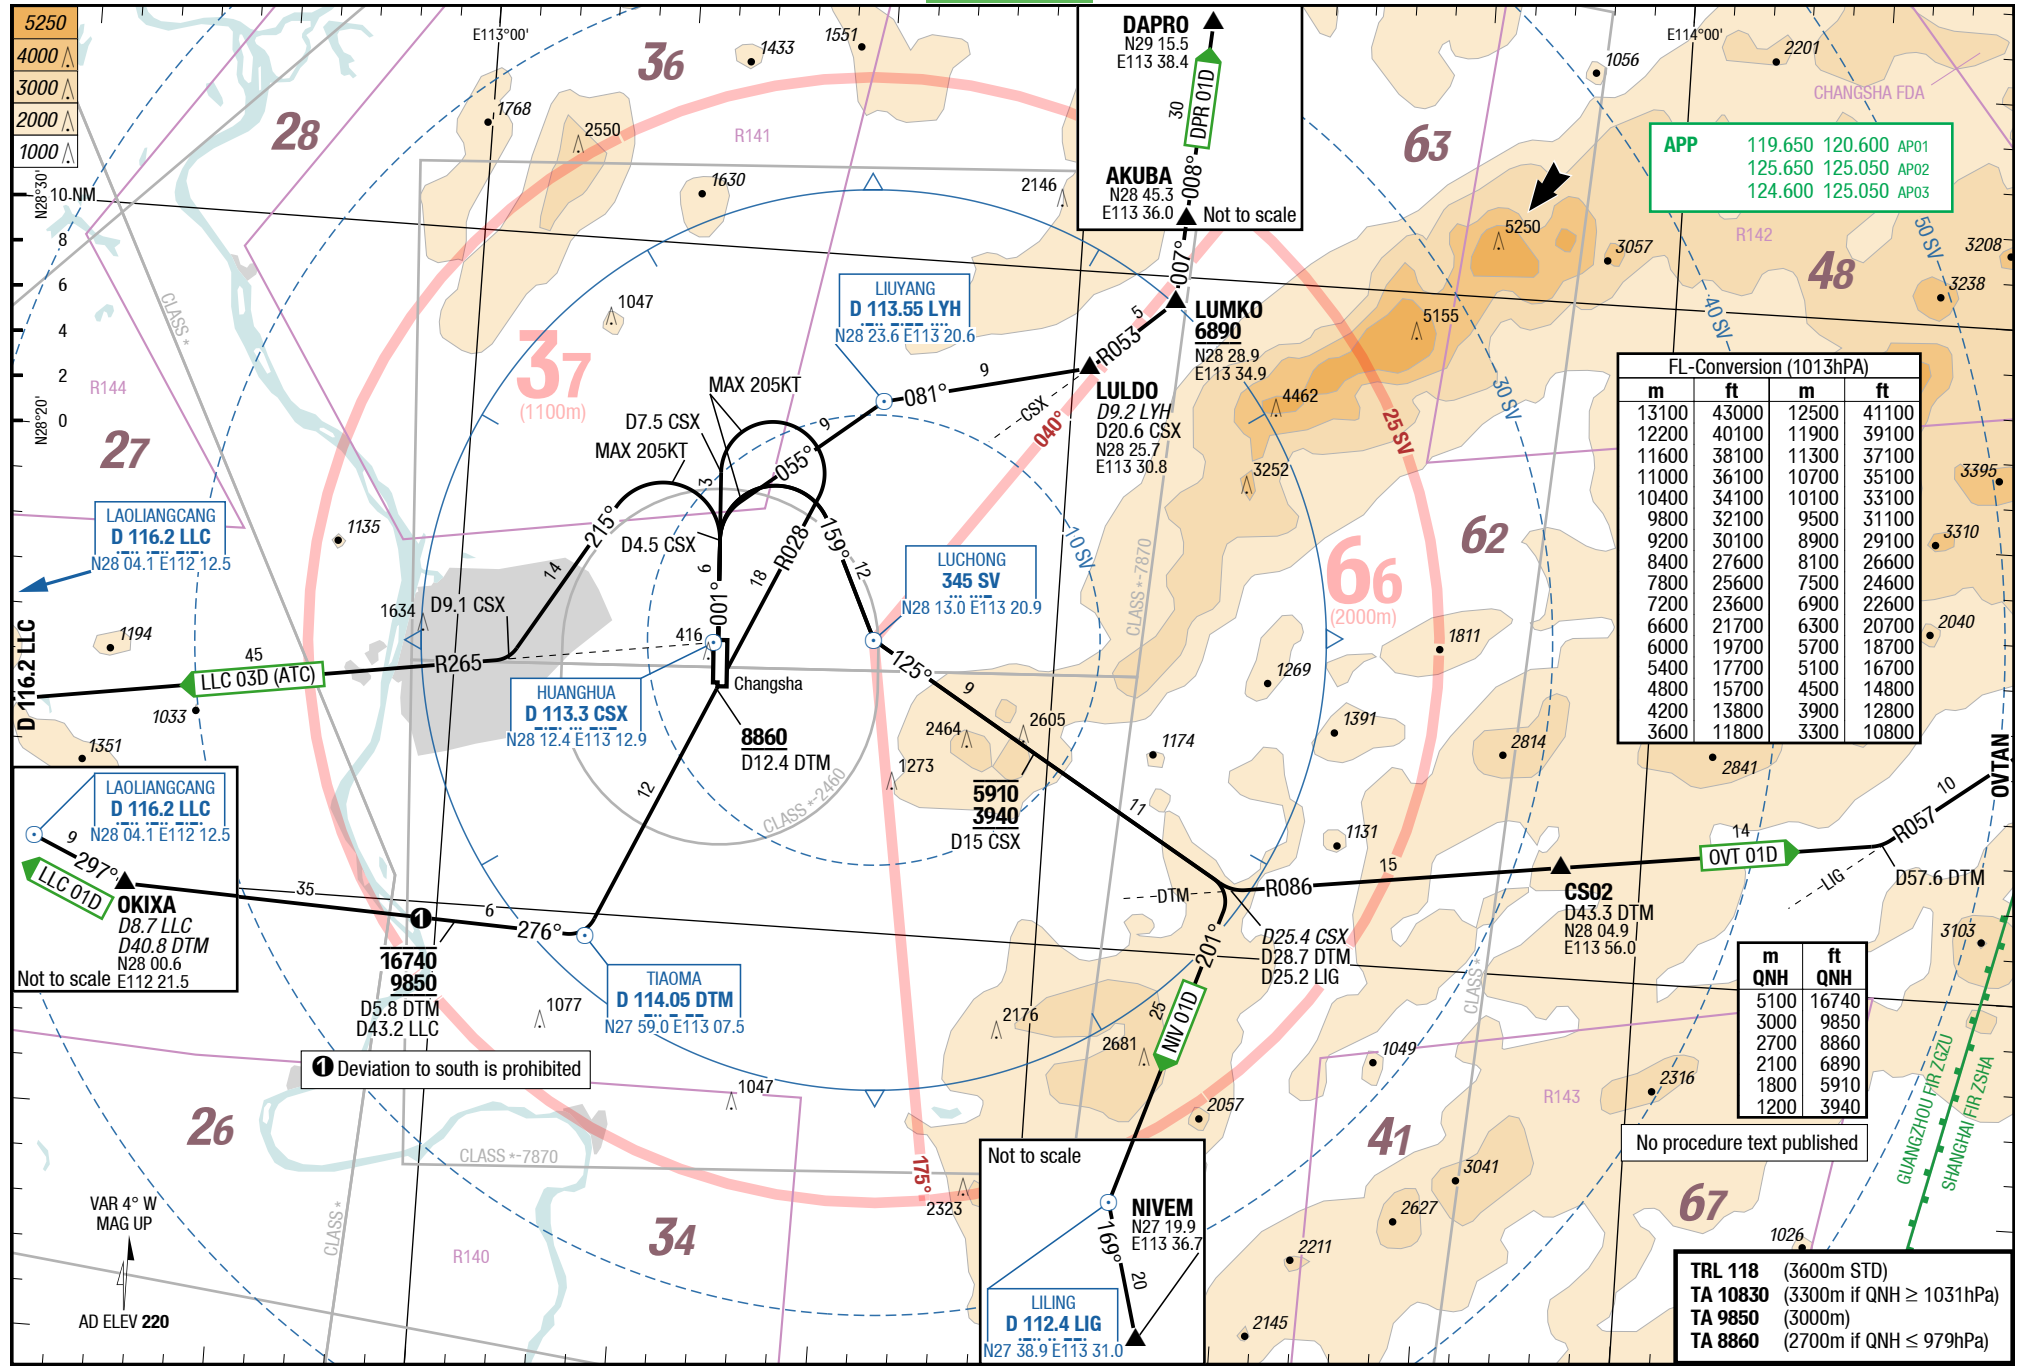 5250
4000
3000
2000
1000
N28°30'
10 NM
8
6
4
2
0
N28°20'
E113°00'
E114°00'
36
28
27
63
48
62
41
67
34
26
37
(1100m)
66
(2000m)
1433
1551
1768
2550
R141
1630
2146
1047
1056
2201
CHANGSHA FDA
DAPRO
N29 15.5
E113 38.4
30
DPR 01D
008°
AKUBA
N28 45.3
E113 36.0
Not to scale
APP 119.650 120.600 AP01
125.650 125.050 AP02
124.600 125.050 AP03
R142
50 SV
3208
3238
5250
3057
40 SV
5155
30 SV
007°
5
LUMKO
6890
N28 28.9
E113 34.9
R053
LIUYANG
D 113.55 LYH
N28 23.6 E113 20.6
9
081°
LULDO
D9.2 LYH
D20.6 CSX
N28 25.7
E113 30.8
CSX
040°
25 SV
4462
3252
CLASS *
R144
MAX 205KT
D7.5 CSX
MAX 205KT
9
055°
3
D4.5 CSX
6
001°
18
R028
159°
12
215°
14
10 SV
CLASS *-7870
FL-Conversion (1013hPA)
m ft m ft
13100 43000 12500 41100
12200 40100 11900 39100
11600 38100 11300 37100
11000 36100 10700 35100
10400 34100 10100 33100
9800 32100 9500 31100
9200 30100 8900 29100
8400 27600 8100 26600
7800 25600 7500 24600
7200 23600 6900 22600
6600 21700 6300 20700
6000 19700 5700 18700
5400 17700 5100 16700
4800 15700 4500 14800
4200 13800 3900 12800
3600 11800 3300 10800
3395
3310
2040
LAOLIANGCANG
D 116.2 LLC
N28 04.1 E112 12.5
1135
1634
D9.1 CSX
416
LUCHONG
345 SV
N28 13.0 E113 20.9
1194
D 116.2 LLC
45
LLC 03D (ATC)
R265
1033
1351
HUANGHUA
D 113.3 CSX
N28 12.4 E113 12.9
Changsha
8860
D12.4 DTM
CLASS *-2460
125°
9
2464
2605
1273
5910
3940
D15 CSX
11
1174
1269
1811
1391
2814
2841
1131
LAOLIANGCANG
D 116.2 LLC
N28 04.1 E112 12.5
9
297°
LLC 01D
OKIXA
D8.7 LLC
D40.8 DTM
N28 00.6
E112 21.5
Not to scale
35
1
6
276°
12
16740
9850
D5.8 DTM
D43.2 LLC
TIAOMA
D 114.05 DTM
N27 59.0 E113 07.5
1 Deviation to south is prohibited
1077
1047
DTM
R086
15
D25.4 CSX
D28.7 DTM
D25.2 LIG
201°
25
NIV 01D
CS02
D43.3 DTM
N28 04.9
E113 56.0
14
OVT 01D
R057
10
OVTAN
LIG
D57.6 DTM
3103
m ft
QNH QNH
5100 16740
3000 9850
2700 8860
2100 6890
1800 5910
1200 3940
No procedure text published
GUANGZHOU FIR ZGZU
SHANGHAI FIR ZSHA
CLASS *
R143
2176
2681
2057
1049
2316
3041
2627
2211
2145
1026
CLASS *-7870
175°
2323
CLASS *
R140
VAR 4° W
MAG UP
AD ELEV 220
Not to scale
NIVEM
N27 19.9
E113 36.7
169°
20
LILING
D 112.4 LIG
N27 38.9 E113 31.0
TRL 118 (3600m STD)
TA 10830 (3300m if QNH ≥ 1031hPa)
TA 9850 (3000m)
TA 8860 (2700m if QNH ≤ 979hPa)